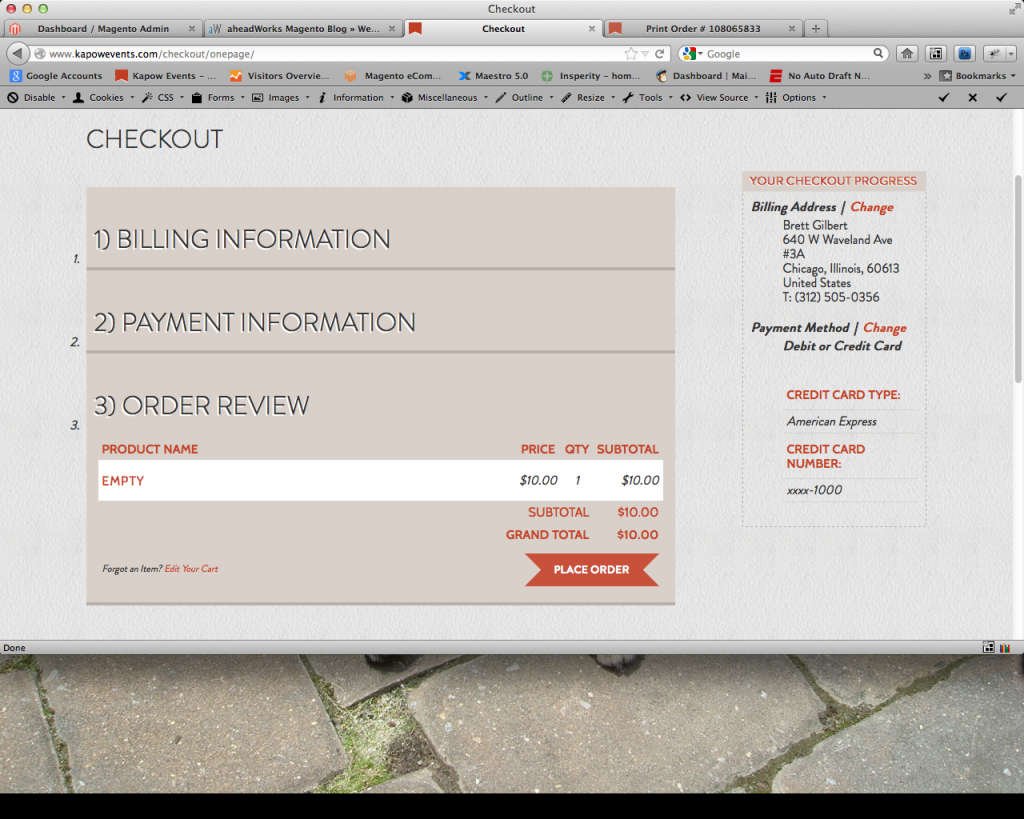 Checkout
Dashboard / Magento Admin
aheadWorks Magento Blog » We...
Checkout
Print Order # 108065833
www.kapowevents.com/checkout/onepage/
Google
Google Accounts
Kapow Events – ...
Visitors Overvie...
Magento eCom...
Maestro 5.0
Insperity – hom...
Dashboard | Mai...
No Auto Draft N...
»
Bookmarks
Disable
Cookies
CSS
Forms
Images
Information
Miscellaneous
Outline
Resize
Tools
View Source
Options
CHECKOUT
1.
1) BILLING INFORMATION
2.
2) PAYMENT INFORMATION
3.
3) ORDER REVIEW
PRODUCT NAME PRICE QTY SUBTOTAL
EMPTY $10.00 1 $10.00
SUBTOTAL $10.00
GRAND TOTAL $10.00
Forgot an Item? Edit Your Cart
PLACE ORDER
YOUR CHECKOUT PROGRESS
Billing Address | Change
Brett Gilbert
640 W Waveland Ave
#3A
Chicago, Illinois, 60613
United States
T: (312) 505-0356
Payment Method | Change
Debit or Credit Card
CREDIT CARD TYPE:
American Express
CREDIT CARD
NUMBER:
xxxx-1000
Done